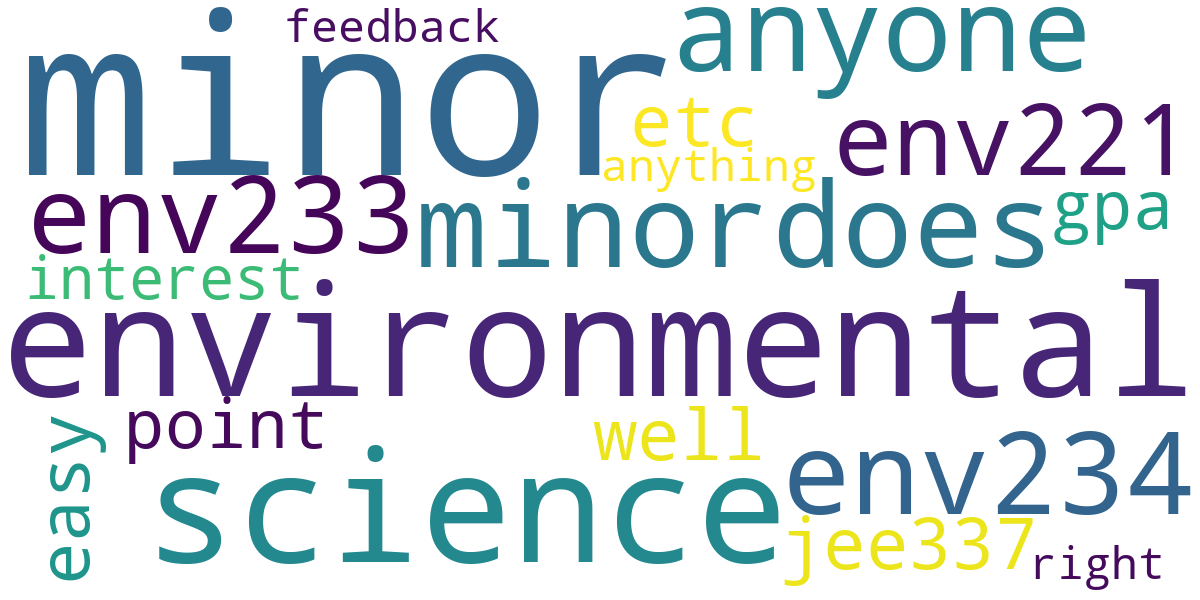 feedback
anyone
minor
etc
env221
anything
env233
minordoes
gpa
interest
environmental
point
well
easy
science
env234
jee337
right